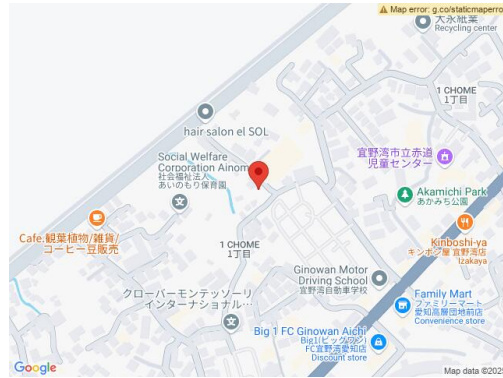 Map error: g.co/staticmaperro
大永紙業
Recycling center
1 CHOME
1丁目
hair salon el SOL
宜野湾市立赤道
児童センター
Social Welfare
Corporation Ainom
社会福祉法人
あいのもり保育園
Akamichi Park
あかみち公園
Cafe,観葉植物/雑貨/
コーヒー豆販売
Kinboshi-ya
キンボシ屋 宜野湾店
Izakaya
1 CHOME
1丁目
Ginowan Motor
Driving School
宜野湾自動車学校
クローバーモンテッソーリ
インターナショナル...
Family Mart
ファミリーマート
愛知高層団地前店
Convenience store
Big 1 FC Ginowan Aichi
Big1(ビッグワン)
FC宜野湾愛知店
Discount store
Google
Map data ©202